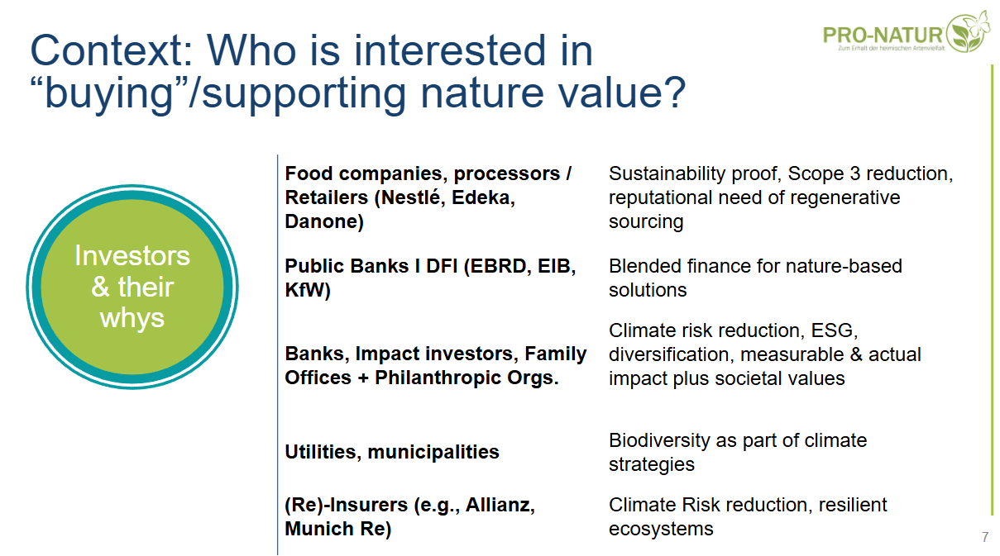 Context: Who is interested in
“buying”/supporting nature value?
PRO-NATUR
Zum Erhalt der heimischen Artenvielfalt
Investors
& their
whys
Food companies, processors /
Retailers (Nestlé, Edeka,
Danone)
Sustainability proof, Scope 3 reduction,
reputational need of regenerative
sourcing
Public Banks I DFI (EBRD, EIB,
KfW)
Blended finance for nature-based
solutions
Banks, Impact investors, Family
Offices + Philanthropic Orgs.
Climate risk reduction, ESG,
diversification, measurable & actual
impact plus societal values
Utilities, municipalities
Biodiversity as part of climate
strategies
(Re)-Insurers (e.g., Allianz,
Munich Re)
Climate Risk reduction, resilient
ecosystems
7